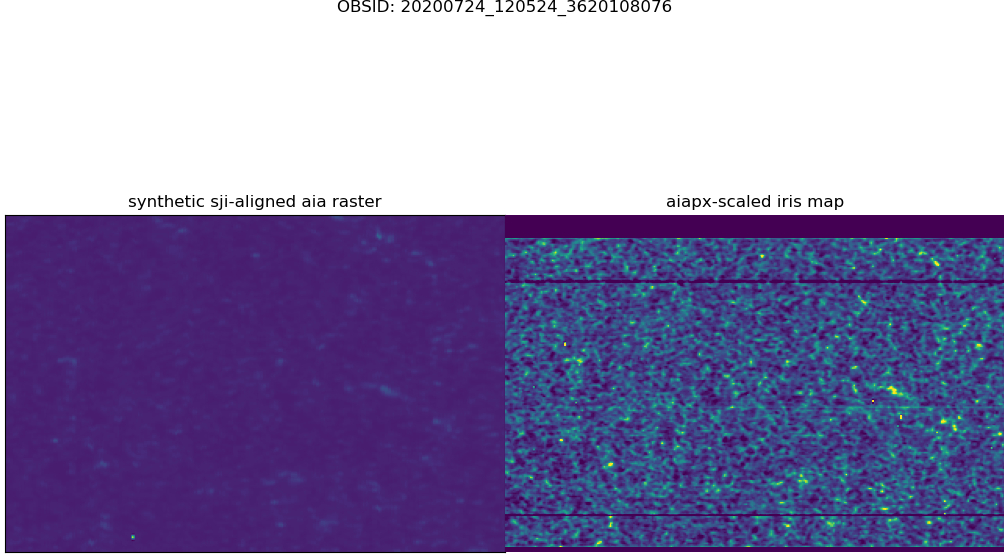 OBSID: 20200724_120524_3620108076
synthetic sji-aligned aia raster
aiapx-scaled iris map